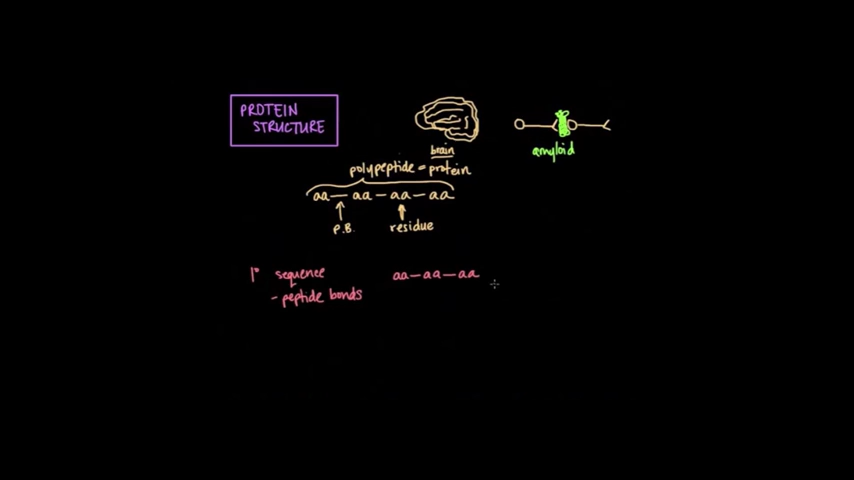 PROTEIN
STRUCTURE
brain
amyloid
polypeptide = protein
aa — aa — aa — aa
P.B.
residue
1° sequence
aa — aa — aa
- peptide bonds